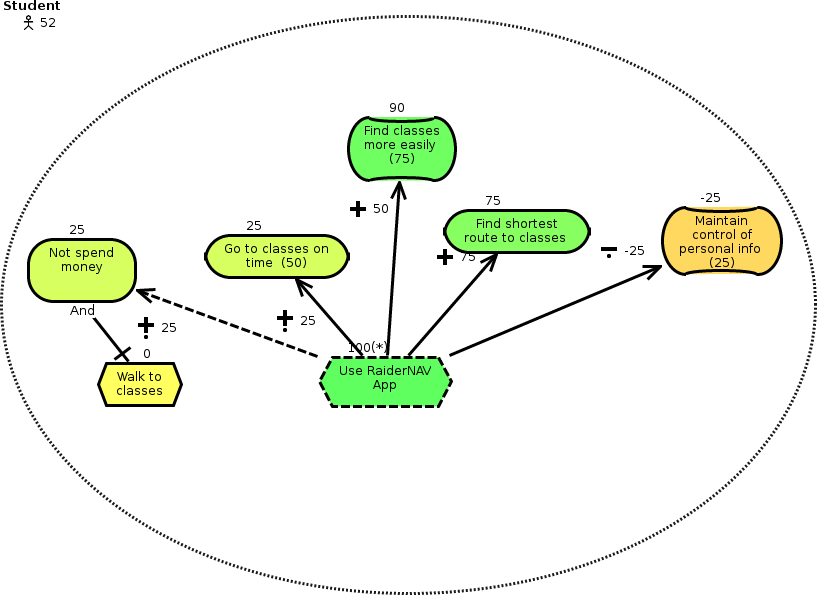 Student
52
90
Find classes
more easily
(75)
50
75
Find shortest
route to classes
75
-25
Maintain
control of
personal info
(25)
-25
25
Not spend
money
25
Go to classes on
time (50)
And
25
25
0
Walk to
classes
100(*)
Use RaiderNAV
App